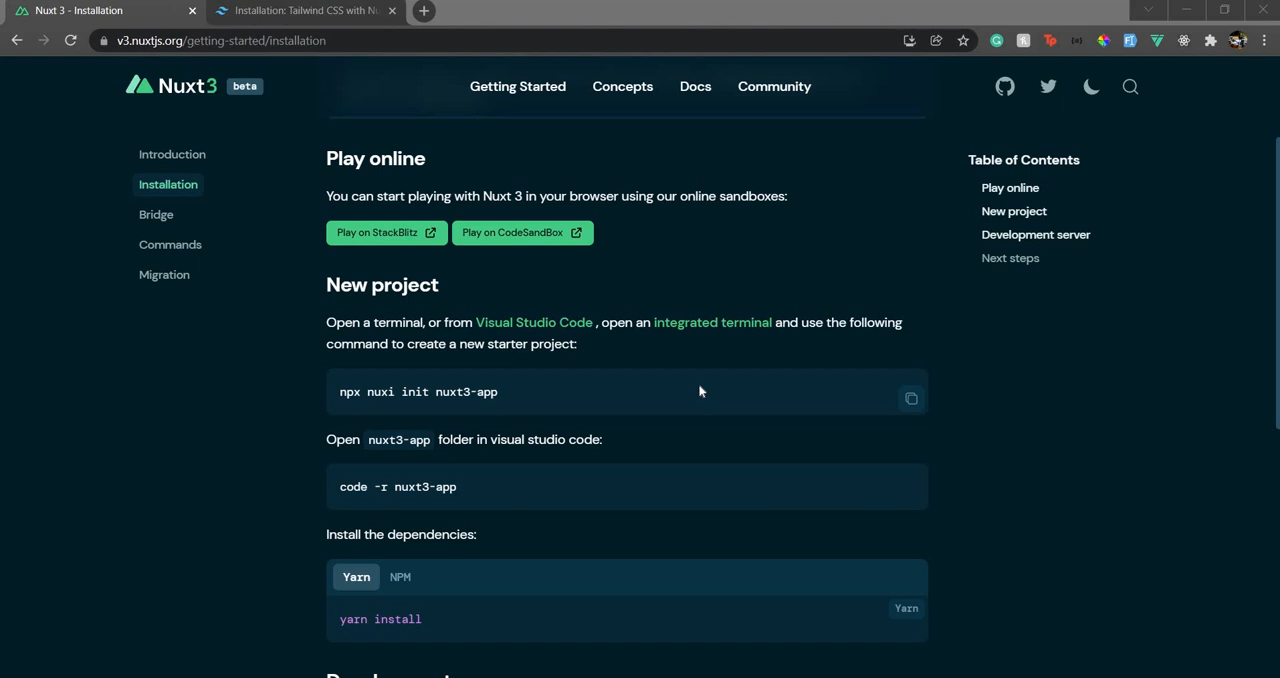 Nuxt 3 - Installation
Installation: Tailwind CSS with Nu
v3.nuxtjs.org/getting-started/installation
Nuxt3 beta
Getting Started Concepts Docs Community
Introduction
Installation
Bridge
Commands
Migration
Play online
You can start playing with Nuxt 3 in your browser using our online sandboxes:
Play on StackBlitz Play on CodeSandBox
New project
Open a terminal, or from Visual Studio Code , open an integrated terminal and use the following
command to create a new starter project:
npx nuxi init nuxt3-app
Open nuxt3-app folder in visual studio code:
code -r nuxt3-app
Install the dependencies:
Yarn NPM
yarn install
Yarn
Table of Contents
Play online
New project
Development server
Next steps